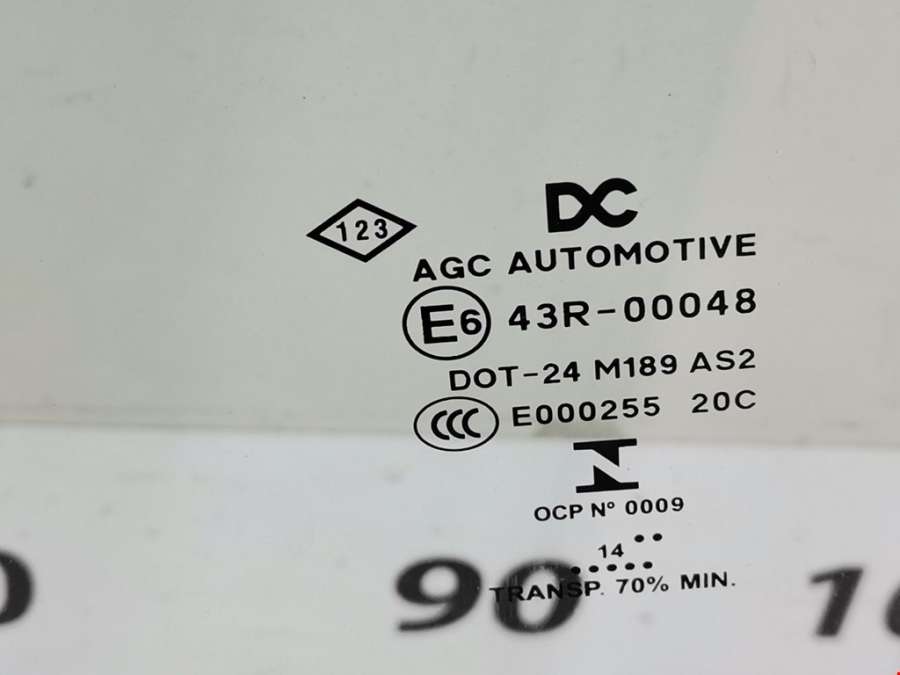 123
DC
AGC AUTOMOTIVE
E6 43R-00048
DOT-24 M189 AS2
CCC E000255 20C
N
OCP Nº 0009
14
TRANSP. 70% MIN.
90